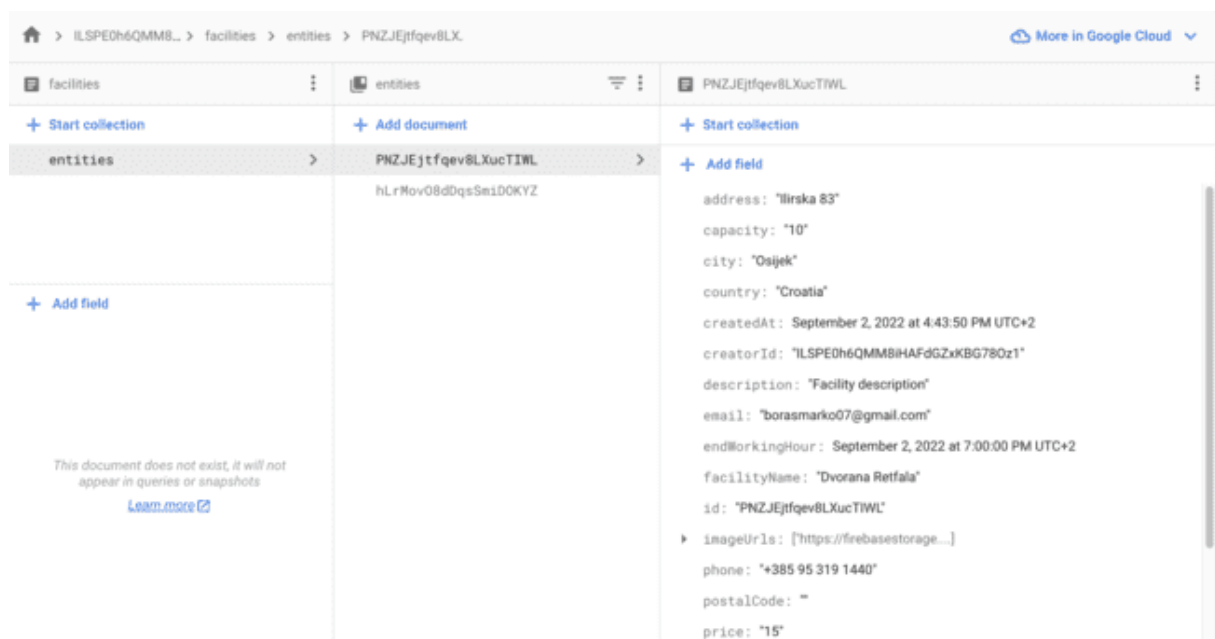 ILSPE0h6QMM8... > facilities > entities > PNZJEjtfqev8LX.
More in Google Cloud
facilities
entities
PNZJEjtfqev8LXucTIWL
+ Start collection
+ Add document
+ Start collection
entities
PNZJEjtfqev8LXucTIWL
hLrMovO8dDqsSmiDOKYZ
+ Add field
address: "Ilirska 83"
capacity: "10"
city: "Osijek"
country: "Croatia"
createdAt: September 2, 2022 at 4:43:50 PM UTC+2
creatorId: "ILSPE0h6QMM8iHAFdGZxKBG78Oz1"
description: "Facility description"
email: "borasmarko07@gmail.com"
endWorkingHour: September 2, 2022 at 7:00:00 PM UTC+2
facilityName: "Dvorana Retfala"
id: "PNZJEjtfqev8LXucTIWL"
imageUrls: ["https://firebasestorage....]
phone: "+385 95 319 1440"
postalCode: ""
price: "15"
+ Add field
This document does not exist, it will not
appear in queries or snapshots
Learn more